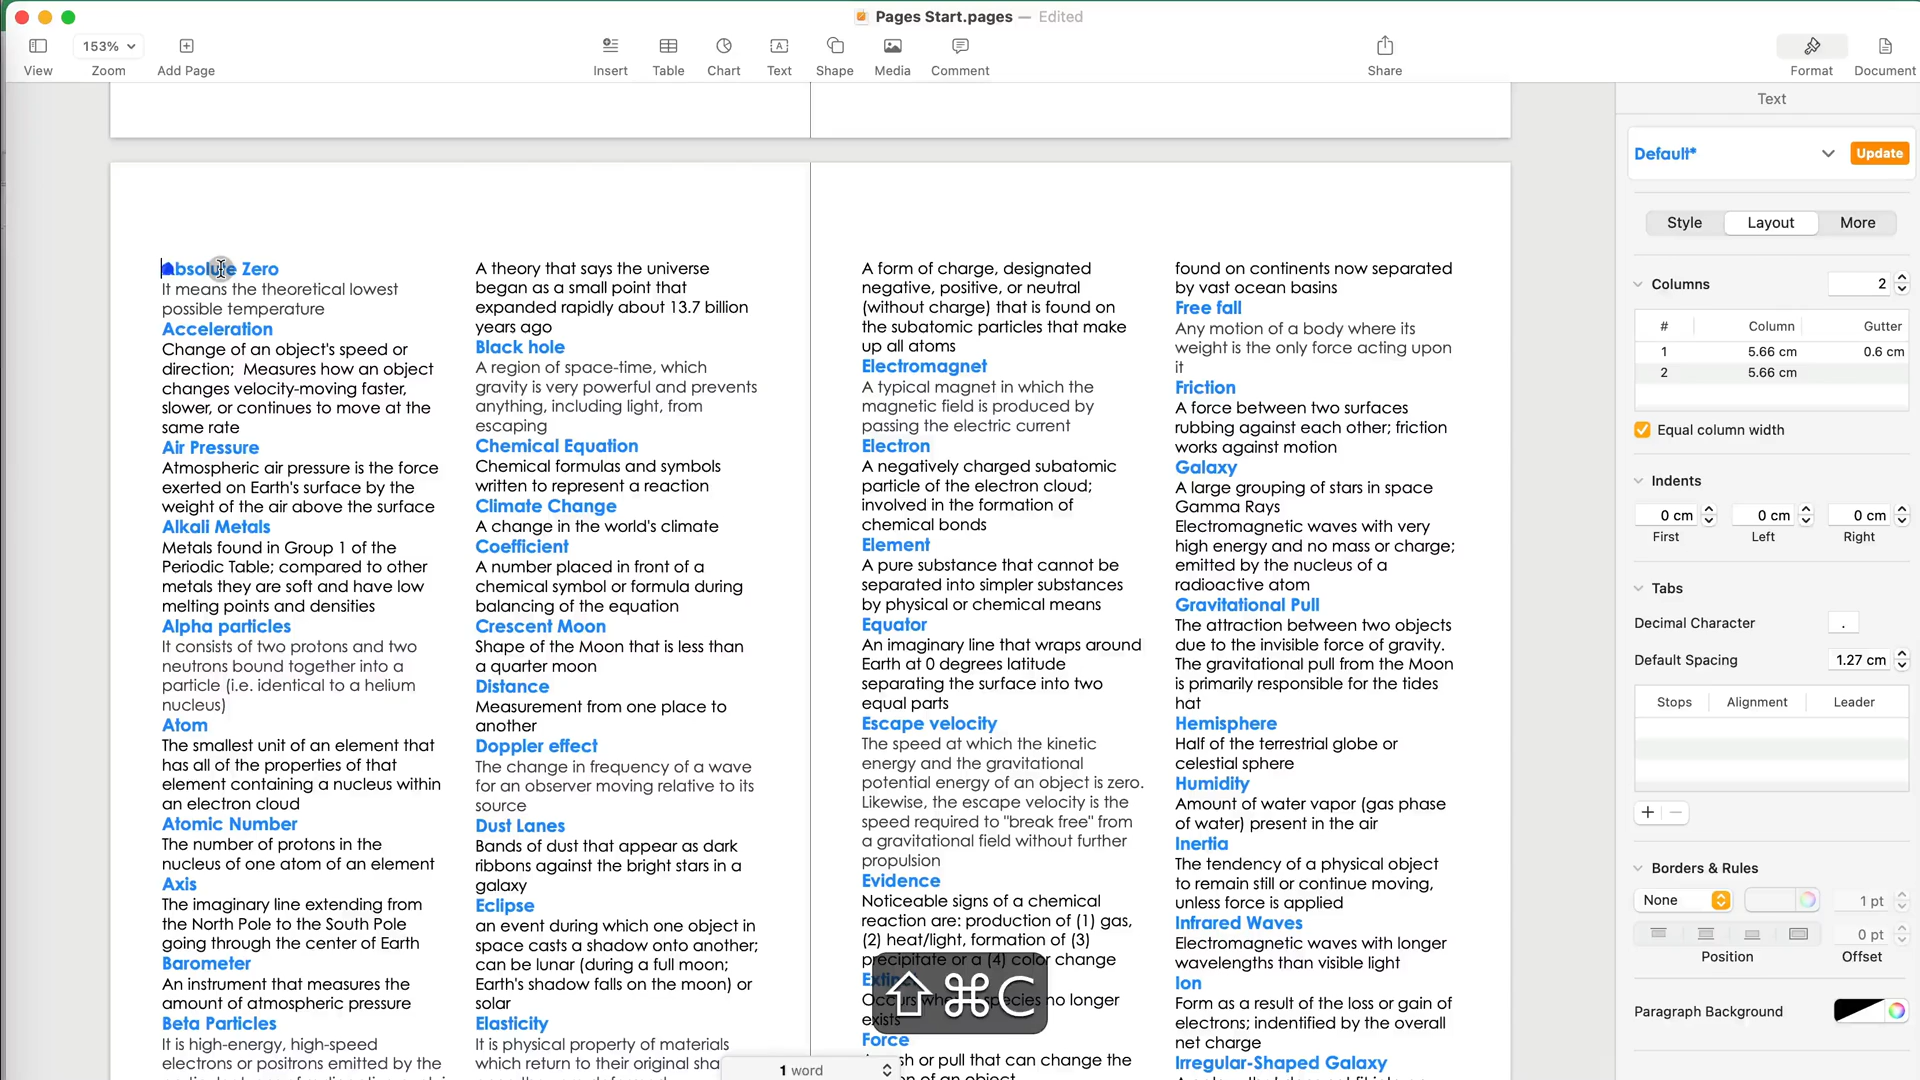 Pages Start.pages — Edited
153%
View Zoom Add Page
Insert Table Chart Text Shape Media Comment
Share
Format Document
Absolute Zero
It means the theoretical lowest
possible temperature
Acceleration
Change of an object's speed or
direction; Measures how an object
changes velocity-moving faster,
slower, or continues to move at the
same rate
Air Pressure
Atmospheric air pressure is the force
exerted on Earth's surface by the
weight of the air above the surface
Alkali Metals
Metals found in Group 1 of the
Periodic Table; compared to other
metals they are soft and have low
melting points and densities
Alpha particles
It consists of two protons and two
neutrons bound together into a
particle (i.e. identical to a helium
nucleus)
Atom
The smallest unit of an element that
has all of the properties of that
element containing a nucleus within
an electron cloud
Atomic Number
The number of protons in the
nucleus of one atom of an element
Axis
The imaginary line extending from
the North Pole to the South Pole
going through the center of Earth
Barometer
An instrument that measures the
amount of atmospheric pressure
Beta Particles
It is high-energy, high-speed
electrons or positrons emitted by the
A theory that says the universe
began as a small point that
expanded rapidly about 13.7 billion
years ago
Black hole
A region of space-time, which
gravity is very powerful and prevents
anything, including light, from
escaping
Chemical Equation
Chemical formulas and symbols
written to represent a reaction
Climate Change
A change in the world's climate
Coefficient
A number placed in front of a
chemical symbol or formula during
balancing of the equation
Crescent Moon
Shape of the Moon that is less than
a quarter moon
Distance
Measurement from one place to
another
Doppler effect
The change in frequency of a wave
for an observer moving relative to its
source
Dust Lanes
Bands of dust that appear as dark
ribbons against the bright stars in a
galaxy
Eclipse
an event during which one object in
space casts a shadow onto another;
can be lunar (during a full moon;
Earth's shadow falls on the moon) or
solar
Elasticity
It is physical property of materials
which return to their original
A form of charge, designated
negative, positive, or neutral
(without charge) that is found on
the subatomic particles that make
up all atoms
Electromagnet
A typical magnet in which the
magnetic field is produced by
passing the electric current
Electron
A negatively charged subatomic
particle of the electron cloud;
involved in the formation of
chemical bonds
Element
A pure substance that cannot be
separated into simpler substances
by physical or chemical means
Equator
An imaginary line that wraps around
Earth at 0 degrees latitude
separating the surface into two
equal parts
Escape velocity
The speed at which the kinetic
energy and the gravitational
potential energy of an object is zero.
Likewise, the escape velocity is the
speed required to "break free" from
a gravitational field without further
propulsion
Evidence
Noticeable signs of a chemical
reaction are: production of (1) gas,
(2) heat/light, formation of (3)
precipitate or a (4) color change
Occurs no longer
exists
Force
or pull that can change the
of an object
found on continents now separated
by vast ocean basins
Free fall
Any motion of a body where its
weight is the only force acting upon
it
Friction
A force between two surfaces
rubbing against each other; friction
works against motion
Galaxy
A large grouping of stars in space
Gamma Rays
Electromagnetic waves with very
high energy and no mass or charge;
emitted by the nucleus of a
radioactive atom
Gravitational Pull
The attraction between two objects
due to the invisible force of gravity.
The gravitational pull from the Moon
is primarily responsible for the tides
hat
Hemisphere
Half of the terrestrial globe or
celestial sphere
Humidity
Amount of water vapor (gas phase
of water) present in the air
Inertia
The tendency of a physical object
to remain still or continue moving,
unless force is applied
Infrared Waves
Electromagnetic waves with longer
wavelengths than visible light
Ion
Form as a result of the loss or gain of
electrons; indentified by the overall
net charge
Irregular-Shaped Galaxy
⇧⌘C
1 word
Text
Default* Update
Style Layout More
Columns 2
# Column Gutter
1 5.66 cm 0.6 cm
2 5.66 cm
Equal column width
Indents
0 cm 0 cm 0 cm
First Left Right
Tabs
Decimal Character .
Default Spacing 1.27 cm
Stops Alignment Leader
+ −
Borders & Rules
None 1 pt
0 pt
Position Offset
Paragraph Background